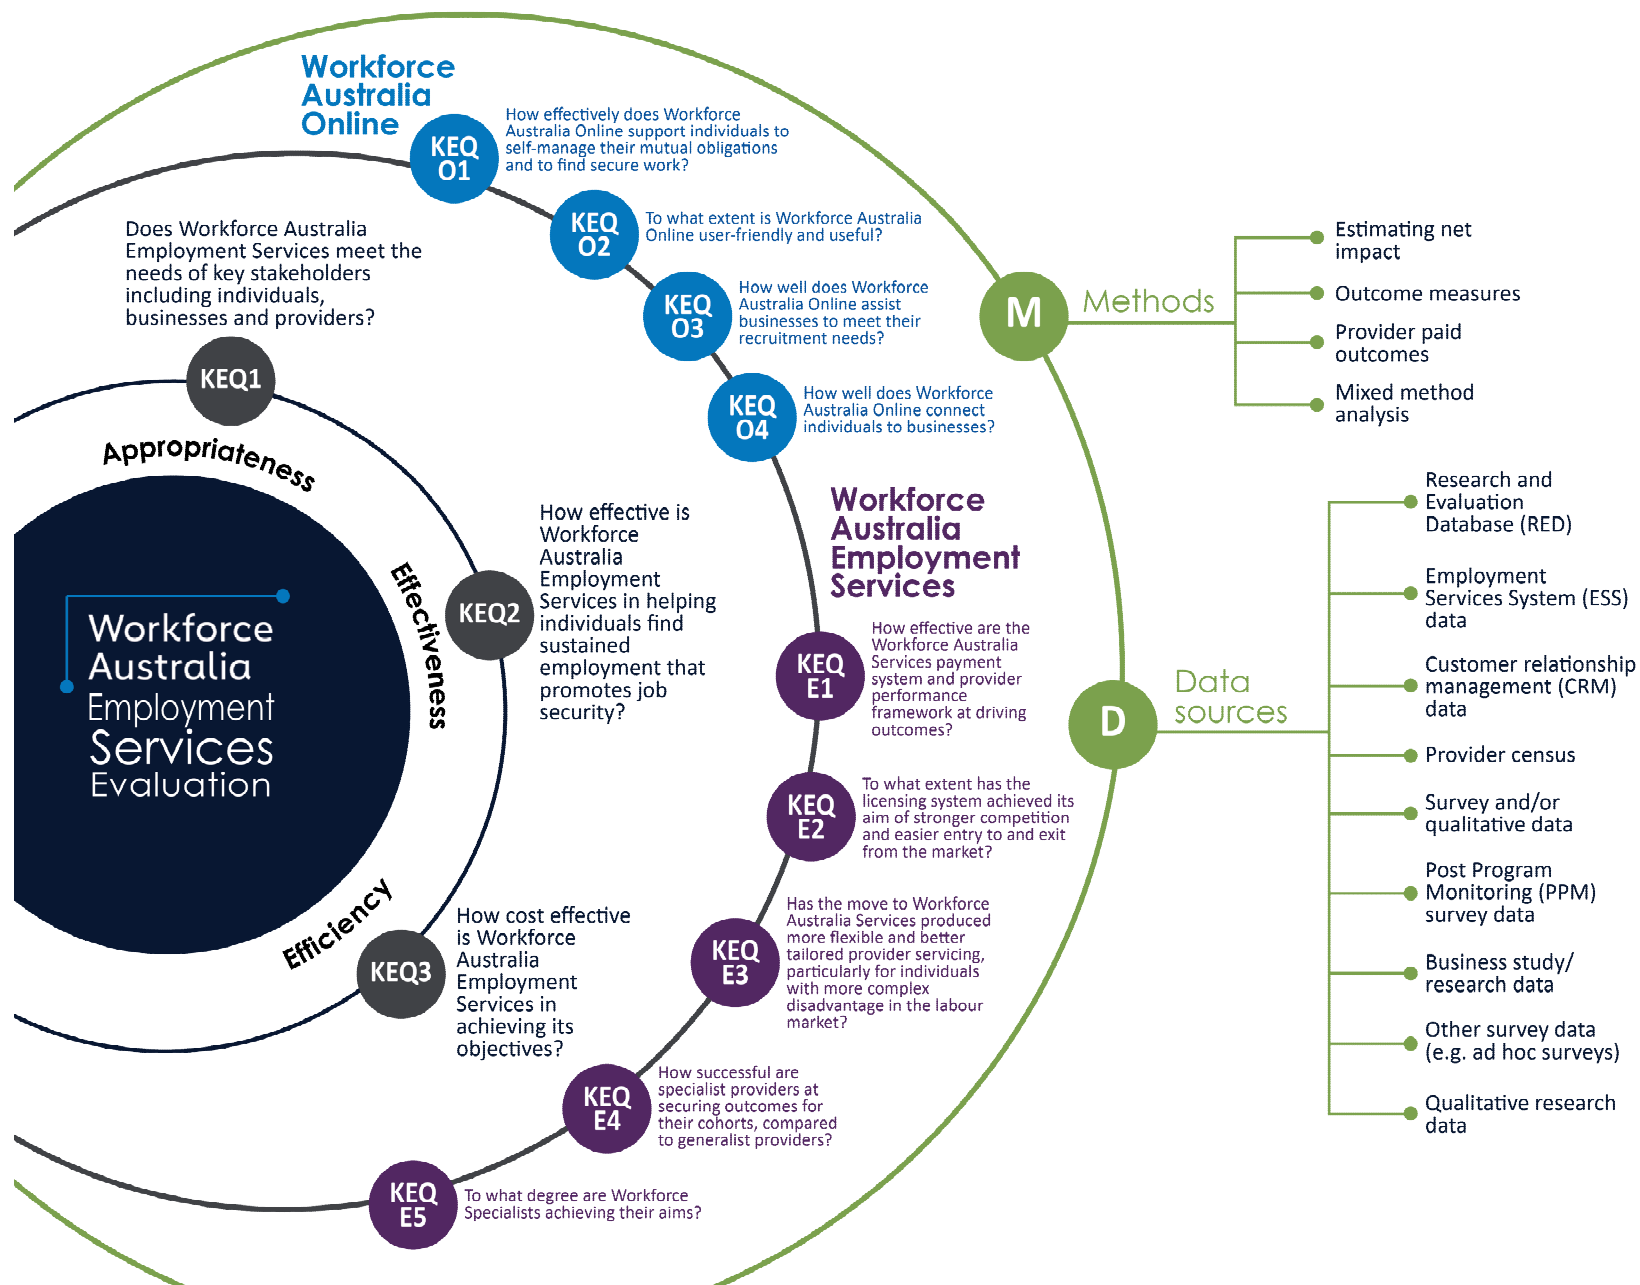 Workforce
Australia
Online
KEQ
O1
How effectively does Workforce
Australia Online support individuals to
self-manage their mutual obligations
and to find secure work?
KEQ
O2
To what extent is Workforce Australia
Online user-friendly and useful?
KEQ
O3
How well does Workforce
Australia Online assist
businesses to meet their
recruitment needs?
KEQ
O4
How well does Workforce
Australia Online connect
individuals to businesses?
Does Workforce Australia
Employment Services meet the
needs of key stakeholders
including individuals,
businesses and providers?
KEQ1
Appropriateness
How effective is
Workforce
Australia
Employment
Services in helping
individuals find
sustained
employment that
promotes job
security?
KEQ2
Effectiveness
Workforce
Australia
Employment
Services
Evaluation
Efficiency
KEQ3
How cost effective
is Workforce
Australia
Employment
Services in
achieving its
objectives?
Workforce
Australia
Employment
Services
KEQ
E1
How effective are the
Workforce Australia
Services payment
system and provider
performance
framework at driving
outcomes?
KEQ
E2
To what extent has the
licensing system achieved its
aim of stronger competition
and easier entry to and exit
from the market?
KEQ
E3
Has the move to Workforce
Australia Services produced
more flexible and better
tailored provider servicing,
particularly for individuals
with more complex
disadvantage in the labour
market?
KEQ
E4
How successful are
specialist providers at
securing outcomes for
their cohorts, compared
to generalist providers?
KEQ
E5
To what degree are Workforce
Specialists achieving their aims?
M
Methods
Estimating net
impact
Outcome measures
Provider paid
outcomes
Mixed method
analysis
D
Data
sources
Research and
Evaluation
Database (RED)
Employment
Services System (ESS)
data
Customer relationship
management (CRM)
data
Provider census
Survey and/or
qualitative data
Post Program
Monitoring (PPM)
survey data
Business study/
research data
Other survey data
(e.g. ad hoc surveys)
Qualitative research
data